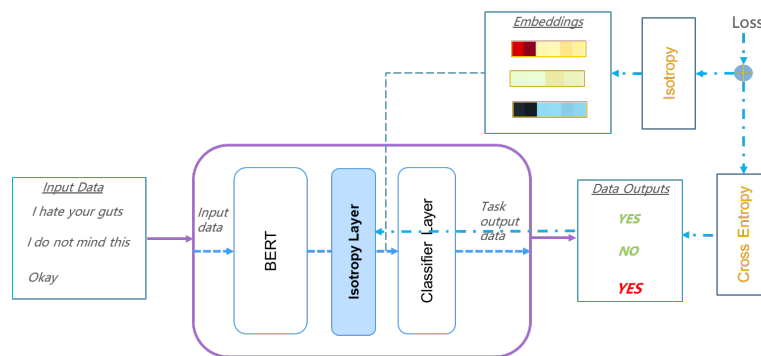 Embeddings
Loss
Isotropy
Input Data
I hate your guts
I do not mind this
Okay
Input
data
BERT
Isotropy Layer
Classifier Layer
Task
output
data
Data Outputs
YES
NO
YES
Cross Entropy